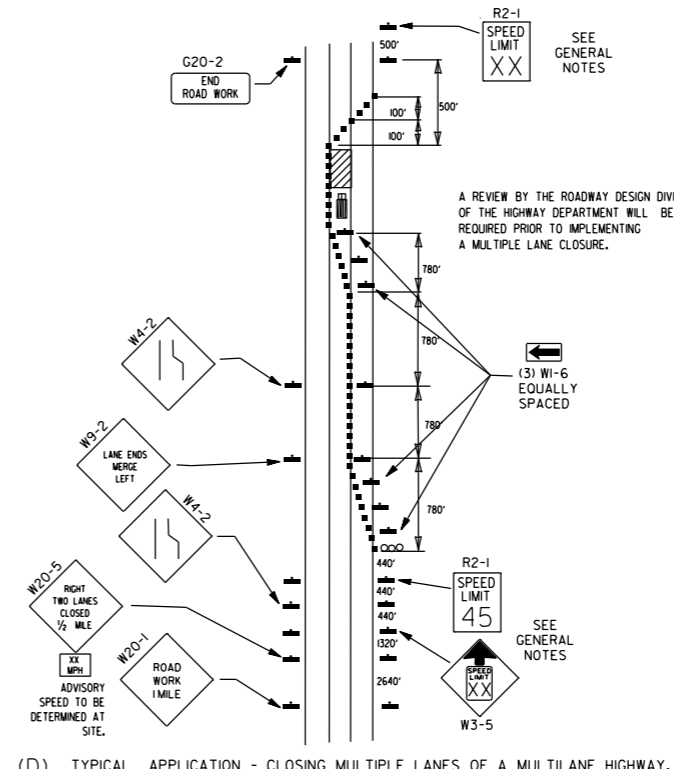 R2-1
SPEED
LIMIT
XX
SEE
GENERAL
NOTES
500'
G20-2
END
ROAD WORK
500'
100'
100'
A REVIEW BY THE ROADWAY DESIGN DIVI
OF THE HIGHWAY DEPARTMENT WILL BE
REQUIRED PRIOR TO IMPLEMENTING
A MULTIPLE LANE CLOSURE.
780'
780'
W4-2
(3) W1-6
EQUALLY
SPACED
780'
W9-2
LANE ENDS
MERGE
LEFT
780'
W4-2
440'
R2-1
SPEED
LIMIT
45
440'
W20-5
RIGHT
TWO LANES
CLOSED
½ MILE
XX
MPH
ADVISORY
SPEED TO BE
DETERMINED AT
SITE.
440'
SEE
GENERAL
NOTES
1320'
W20-1
ROAD
WORK
1 MILE
2640'
SPEED
LIMIT
XX
W3-5
(D) TYPICAL APPLICATION - CLOSING MULTIPLE LANES OF A MULTILANE HIGHWAY.